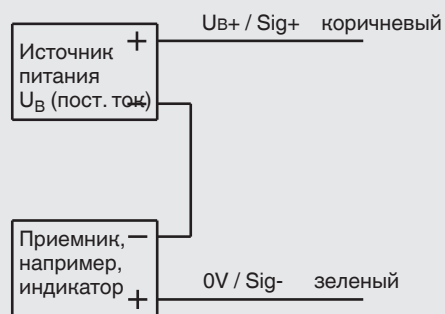 UB+ / Sig+ коричневый
+
Источник
питания
UB (пост. ток)
–
Приемник,
–
например,
индикатор
+
0V / Sig- зеленый